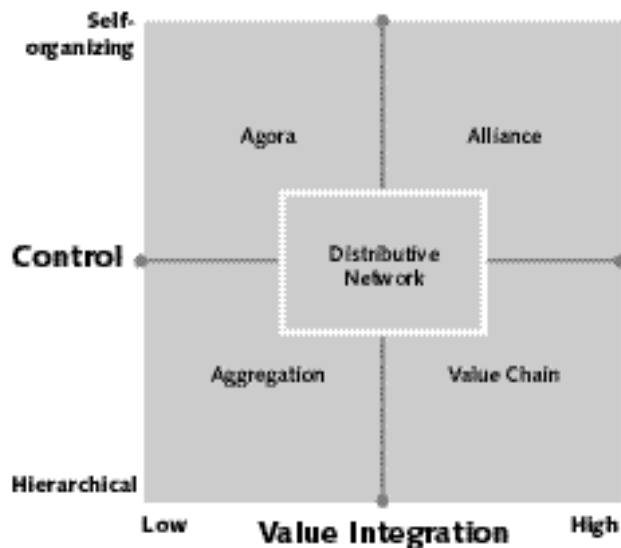 Self-
organizing
Agora
Alliance
Control
Distributive
Network
Aggregation
Value Chain
Hierarchical
Low
Value Integration
High